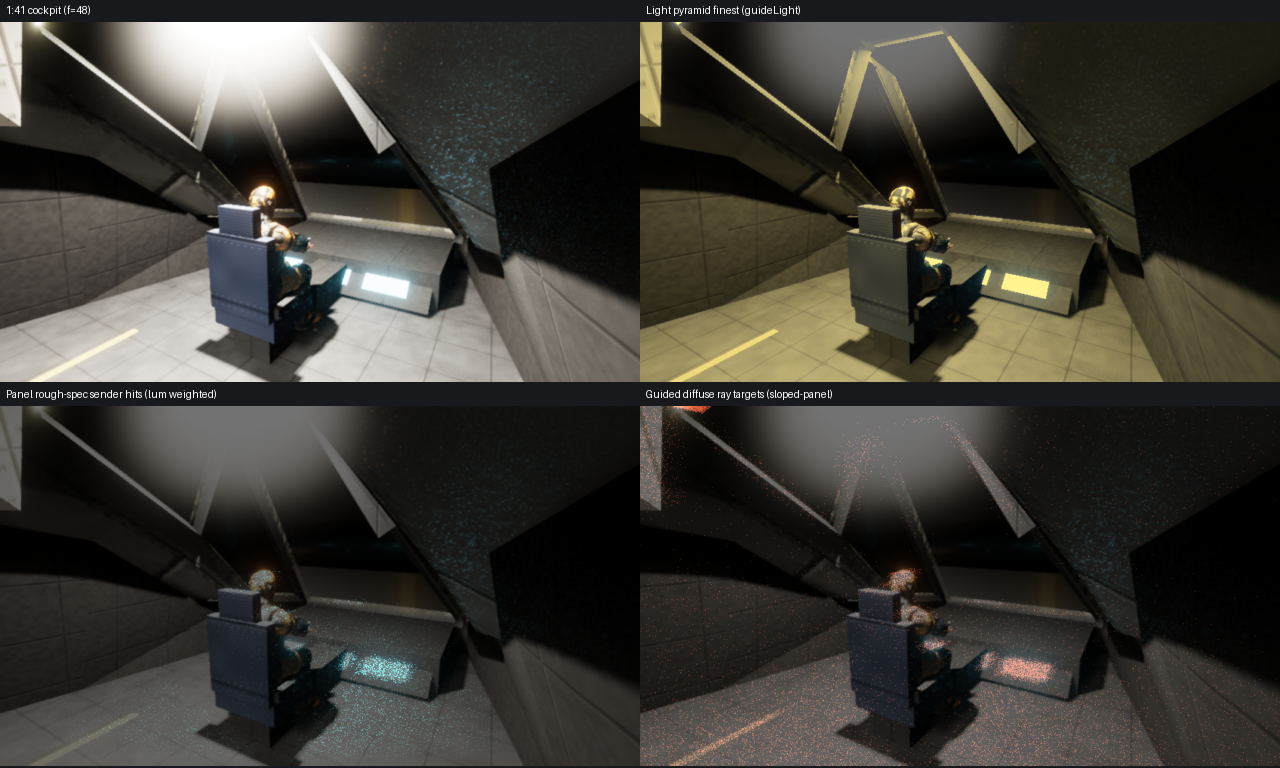 1:41 cockpit (f=48)
Light pyramid finest (guideLight)
Panel rough-spec sender hits (lum weighted)
Guided diffuse ray targets (sloped-panel)